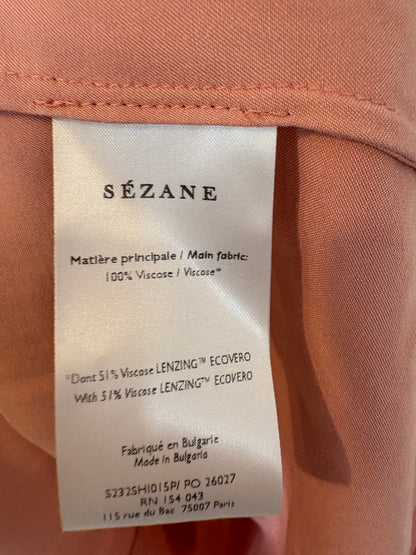 SÉZANE
Matière principale / Main fabric:
100% Viscose / Viscose*
*Dont 51% Viscose LENZING™ ECOVERO
With 51% Viscose LENZING™ ECOVERO
Fabriqué en Bulgarie
Made in Bulgaria
S232SHI015P/ PO 26027
RN 154 043
115 rue du Bac 75007 Paris